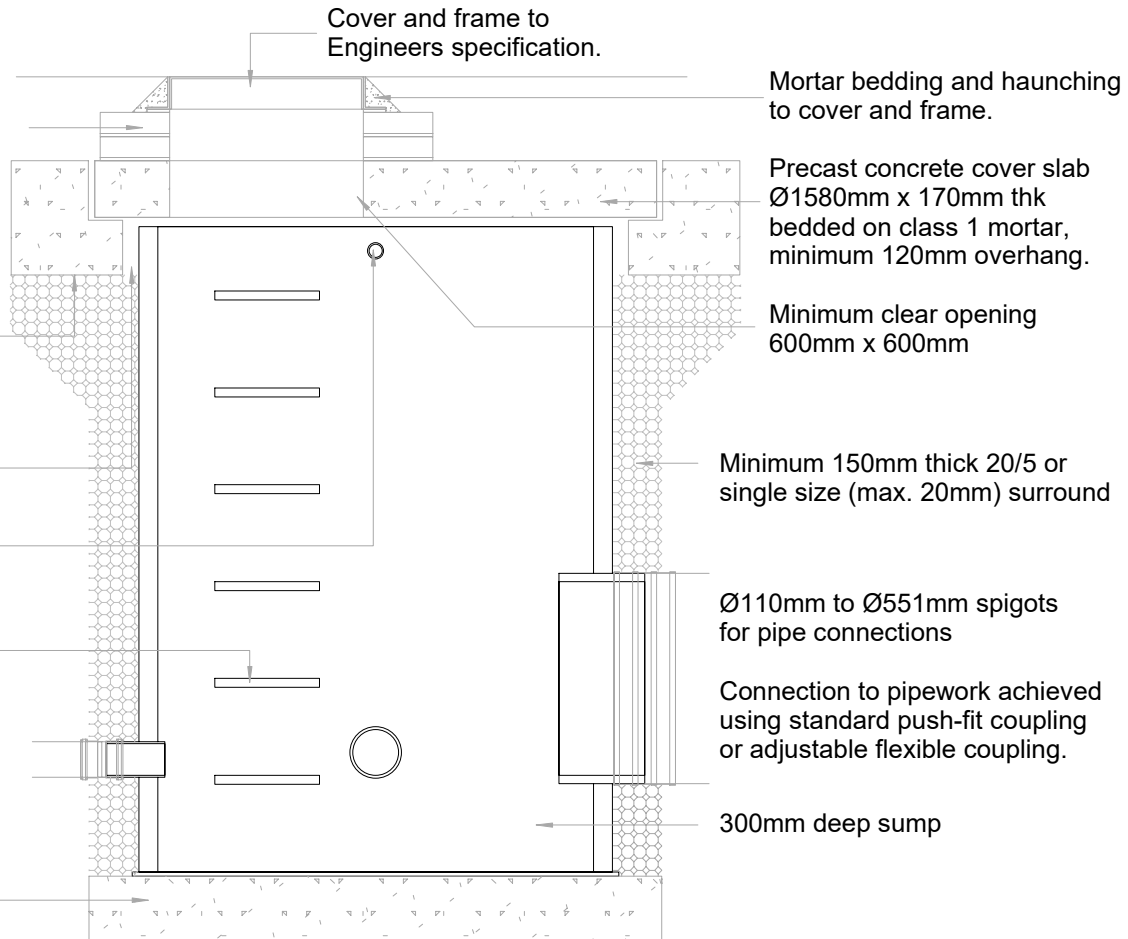 Cover and frame to
Engineers specification.
Mortar bedding and haunching
to cover and frame.
Precast concrete cover slab
Ø1580mm x 170mm thk
bedded on class 1 mortar,
minimum 120mm overhang.
Minimum clear opening
600mm x 600mm
Minimum 150mm thick 20/5 or
single size (max. 20mm) surround
Ø110mm to Ø551mm spigots
for pipe connections
Connection to pipework achieved
using standard push-fit coupling
or adjustable flexible coupling.
300mm deep sump